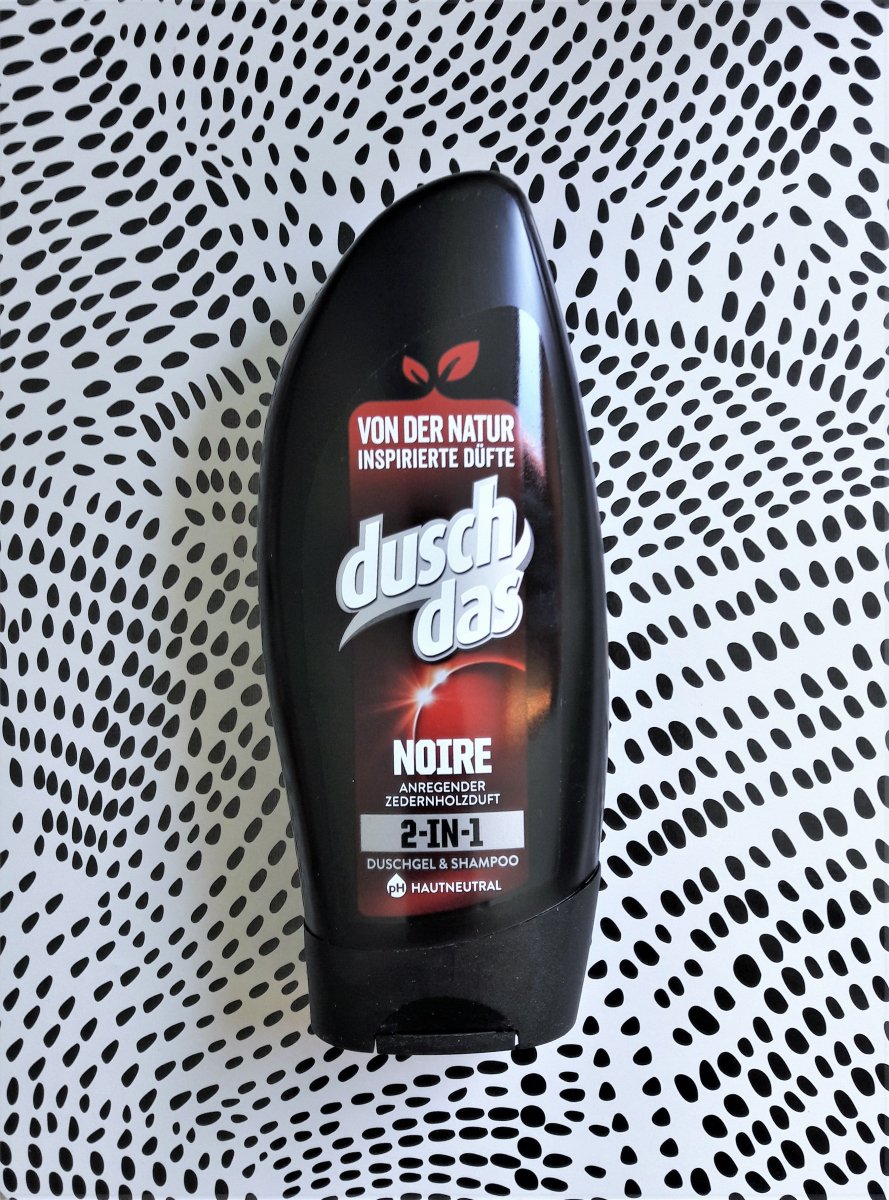 VON DER NATUR
INSPIRIERTE DÜFTE
dusch
das
NOIRE
ANREGENDER
ZEDERNHOLZDUFT
2-IN-1
DUSCHGEL & SHAMPOO
pH HAUTNEUTRAL